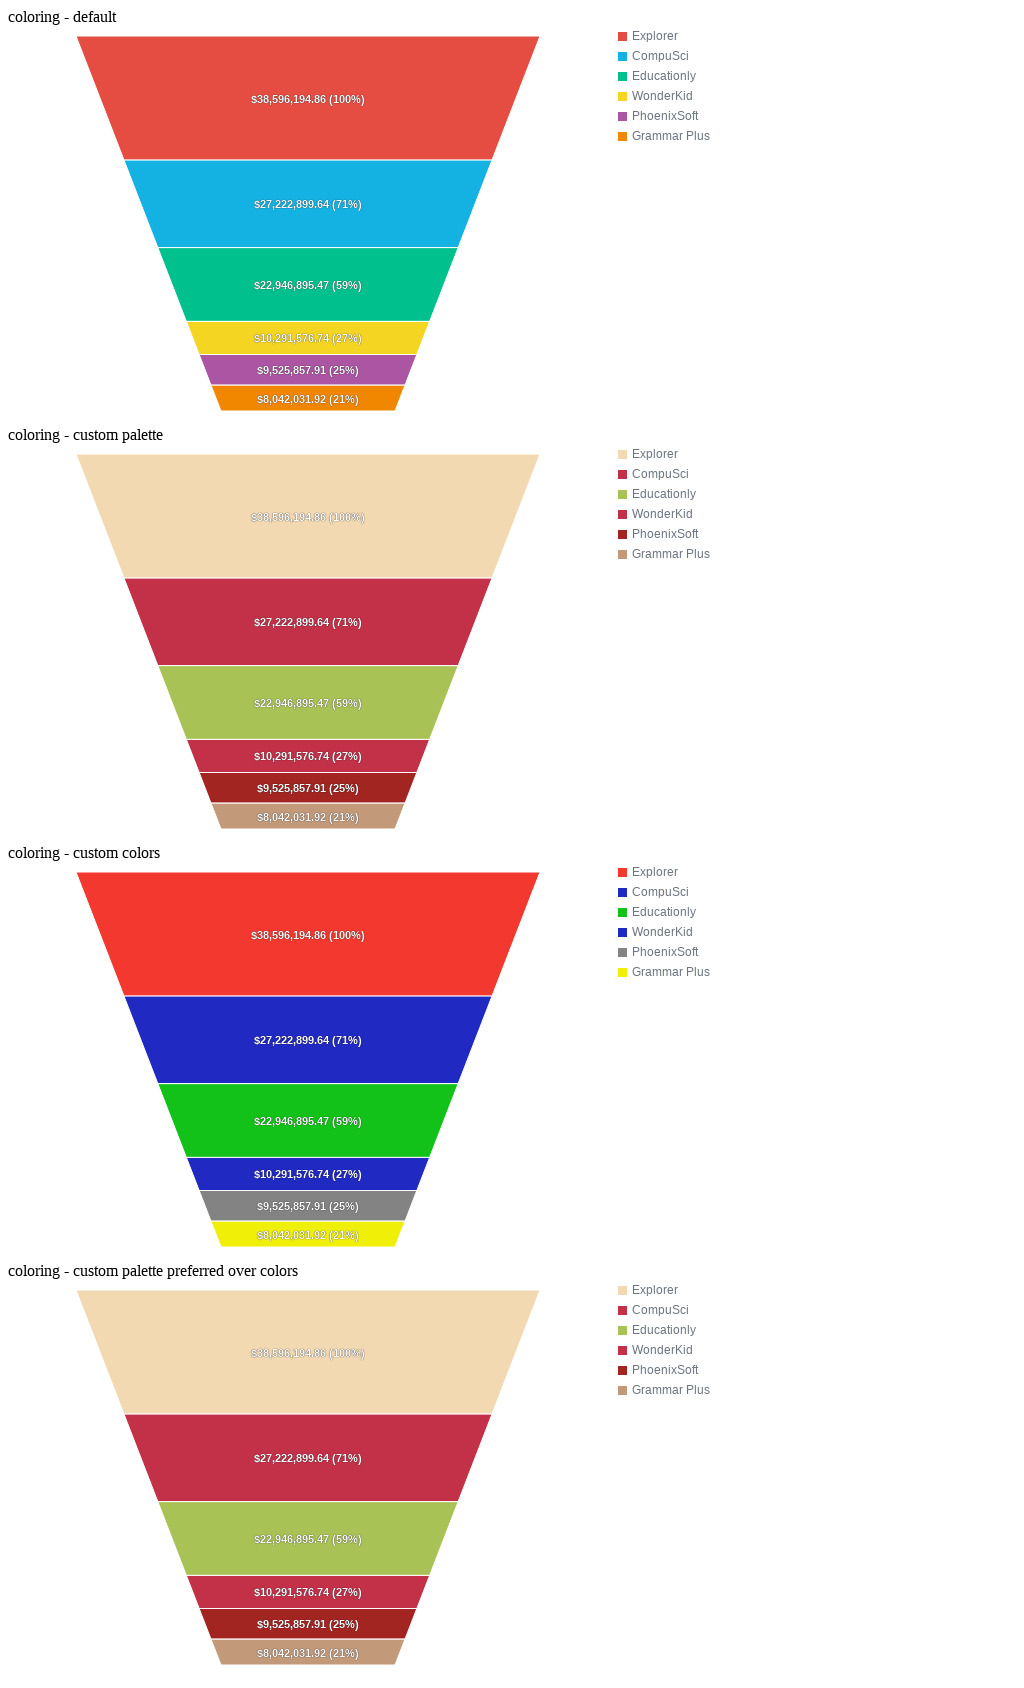 coloring - default
Explorer
CompuSci
Educationly
WonderKid
PhoenixSoft
Grammar Plus
$38,596,194.86 (100%)
$27,222,899.64 (71%)
$22,946,895.47 (59%)
$10,291,576.74 (27%)
$9,525,857.91 (25%)
$8,042,031.92 (21%)
coloring - custom palette
Explorer
CompuSci
Educationly
WonderKid
PhoenixSoft
Grammar Plus
$38,596,194.86 (100%)
$27,222,899.64 (71%)
$22,946,895.47 (59%)
$10,291,576.74 (27%)
$9,525,857.91 (25%)
$8,042,031.92 (21%)
coloring - custom colors
Explorer
CompuSci
Educationly
WonderKid
PhoenixSoft
Grammar Plus
$38,596,194.86 (100%)
$27,222,899.64 (71%)
$22,946,895.47 (59%)
$10,291,576.74 (27%)
$9,525,857.91 (25%)
$8,042,031.92 (21%)
coloring - custom palette preferred over colors
Explorer
CompuSci
Educationly
WonderKid
PhoenixSoft
Grammar Plus
$38,596,194.86 (100%)
$27,222,899.64 (71%)
$22,946,895.47 (59%)
$10,291,576.74 (27%)
$9,525,857.91 (25%)
$8,042,031.92 (21%)